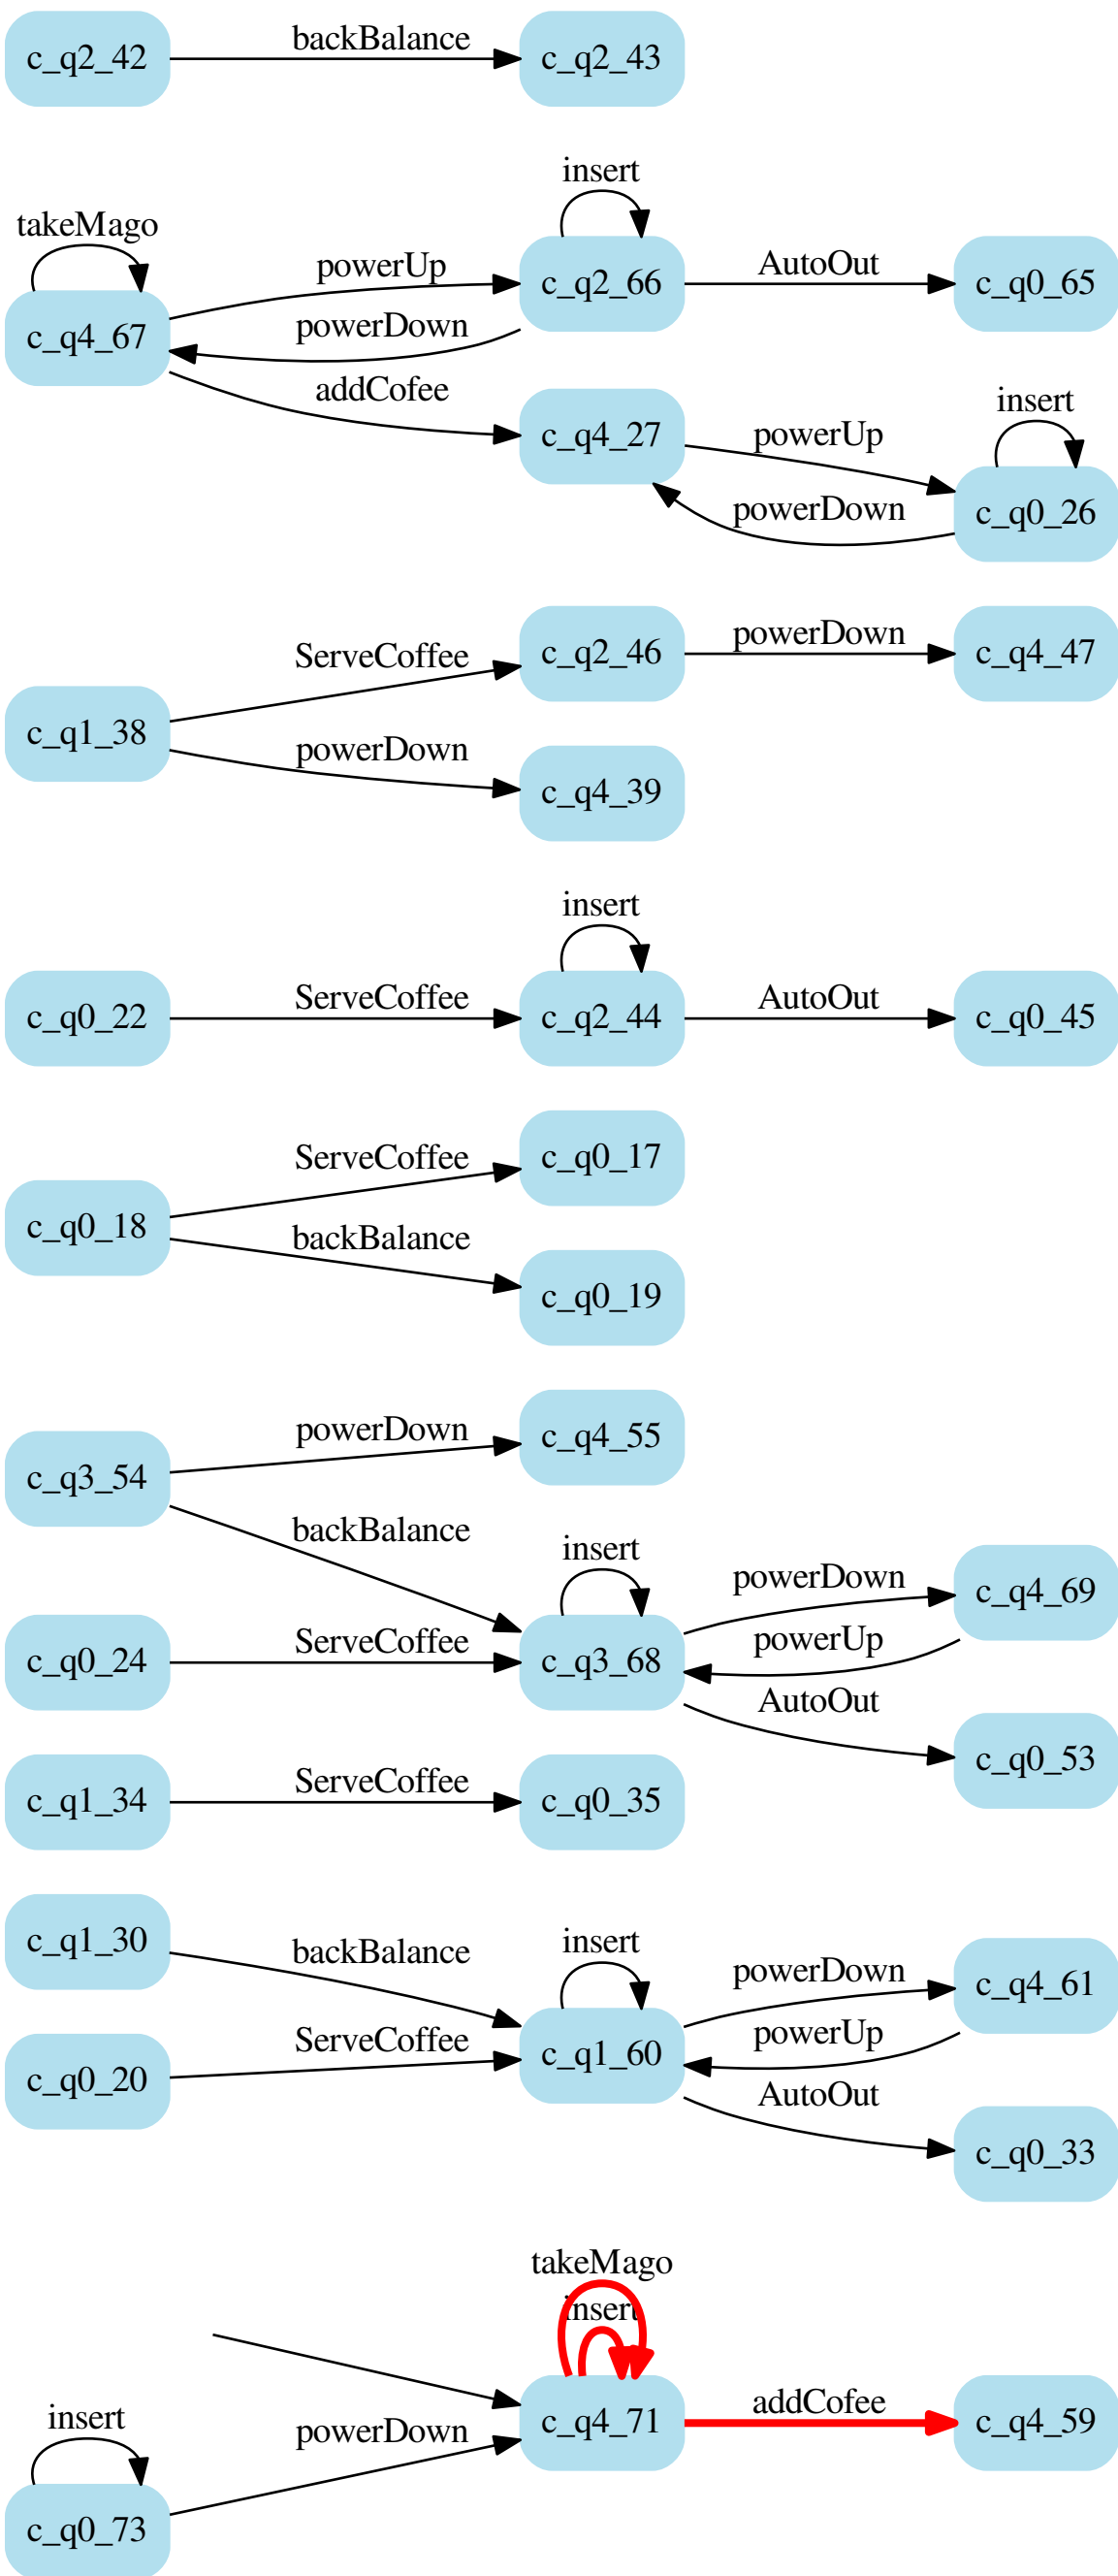 backBalance
c_q2_42
c_q2_43
insert
takeMago
powerUp
AutoOut
c_q2_66
c_q0_65
powerDown
c_q4_67
addCofee
insert
c_q4_27
powerUp
powerDown
c_q0_26
ServeCoffee
c_q2_46
powerDown
c_q4_47
c_q1_38
powerDown
c_q4_39
insert
c_q0_22
ServeCoffee
c_q2_44
AutoOut
c_q0_45
ServeCoffee
c_q0_17
c_q0_18
backBalance
c_q0_19
powerDown
c_q4_55
c_q3_54
backBalance
insert
powerDown
c_q4_69
c_q0_24
ServeCoffee
c_q3_68
powerUp
AutoOut
c_q0_53
c_q1_34
ServeCoffee
c_q0_35
c_q1_30
backBalance
insert
powerDown
c_q4_61
c_q0_20
ServeCoffee
c_q1_60
powerUp
AutoOut
c_q0_33
takeMago
insert
addCofee
c_q4_71
c_q4_59
insert
powerDown
c_q0_73